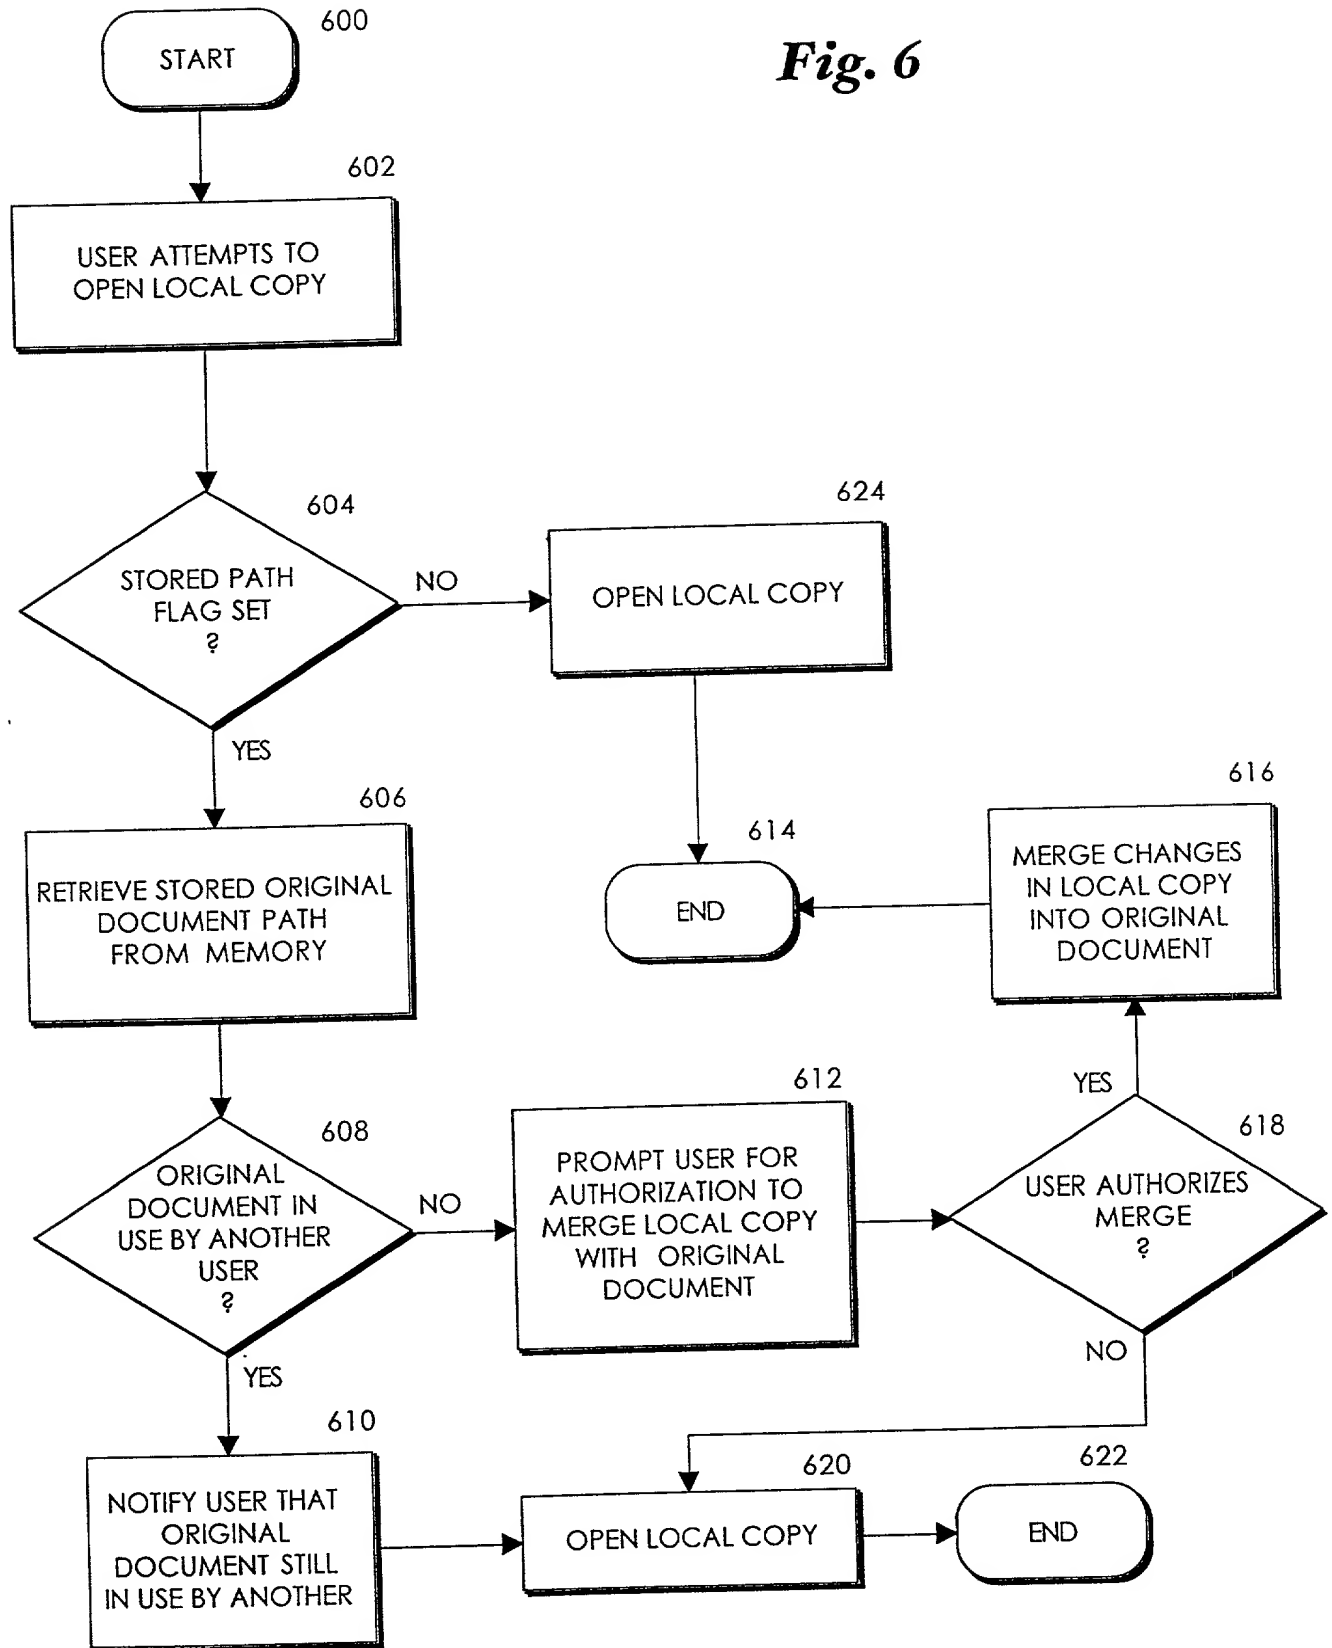 600
START
Fig. 6
602
USER ATTEMPTS TO
OPEN LOCAL COPY
604
STORED PATH
FLAG SET
?
NO
YES
624
OPEN LOCAL COPY
606
RETRIEVE STORED ORIGINAL
DOCUMENT PATH
FROM MEMORY
614
END
616
MERGE CHANGES
IN LOCAL COPY
INTO ORIGINAL
DOCUMENT
608
ORIGINAL
DOCUMENT IN
USE BY ANOTHER
USER
?
NO
YES
612
PROMPT USER FOR
AUTHORIZATION TO
MERGE LOCAL COPY
WITH ORIGINAL
DOCUMENT
YES
618
USER AUTHORIZES
MERGE
?
NO
610
NOTIFY USER THAT
ORIGINAL
DOCUMENT STILL
IN USE BY ANOTHER
620
OPEN LOCAL COPY
622
END